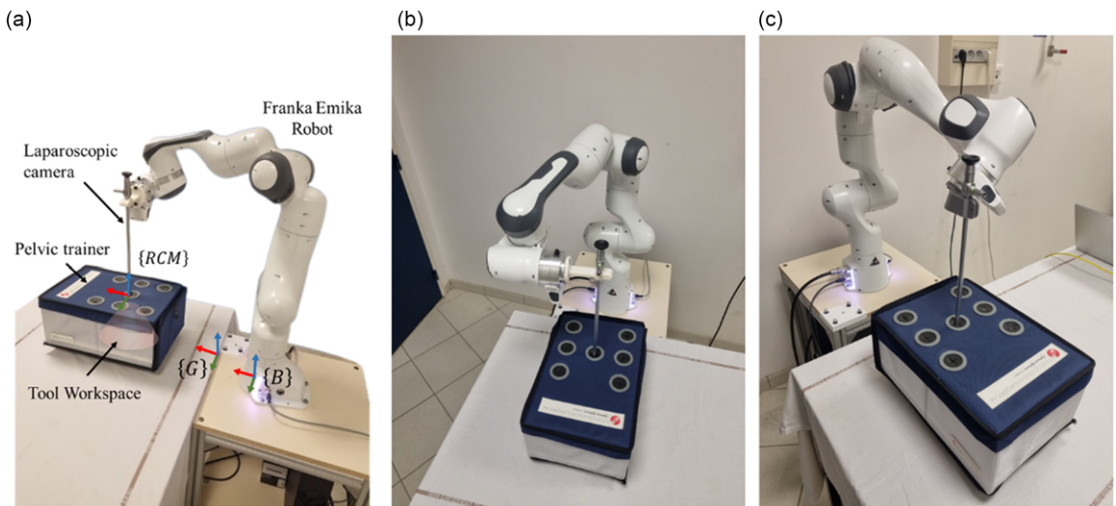 (a)
(b)
(c)
Franka Emika
Robot
Laparoscopic
camera
{RCM}
Pelvic trainer
{G}
{B}
Tool Workspace